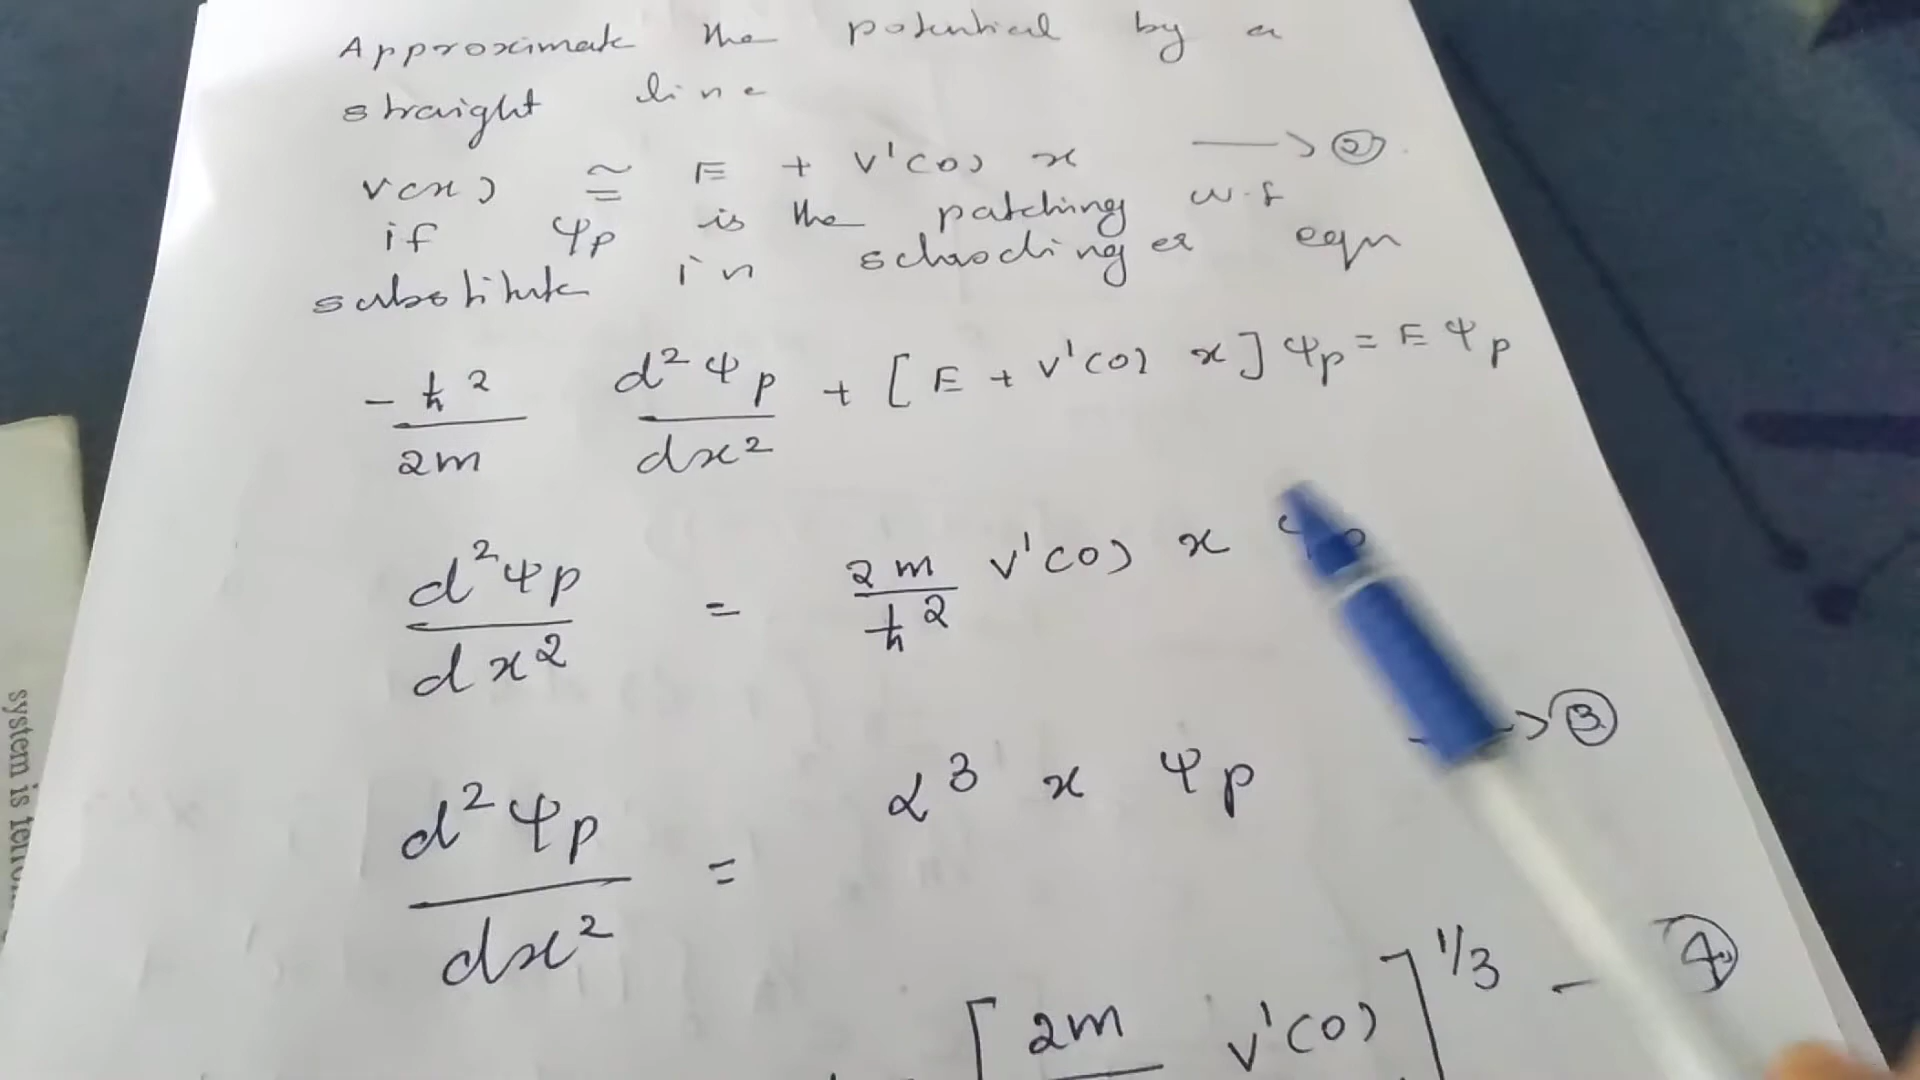 Approximate the potential by a
straight line
V(x) ≅ E + V'(0) x → ②
if ψp is the patching w.f
substitute in schrodinger eqn
-ħ²/2m d²ψp/dx² + [E + V'(0) x] ψp = E ψp
d²ψp/dx² = 2m/ħ² V'(0) x ψp
d²ψp/dx² = α³ x ψp → ③
[2m V'(0)]^1/3 - ④
system is